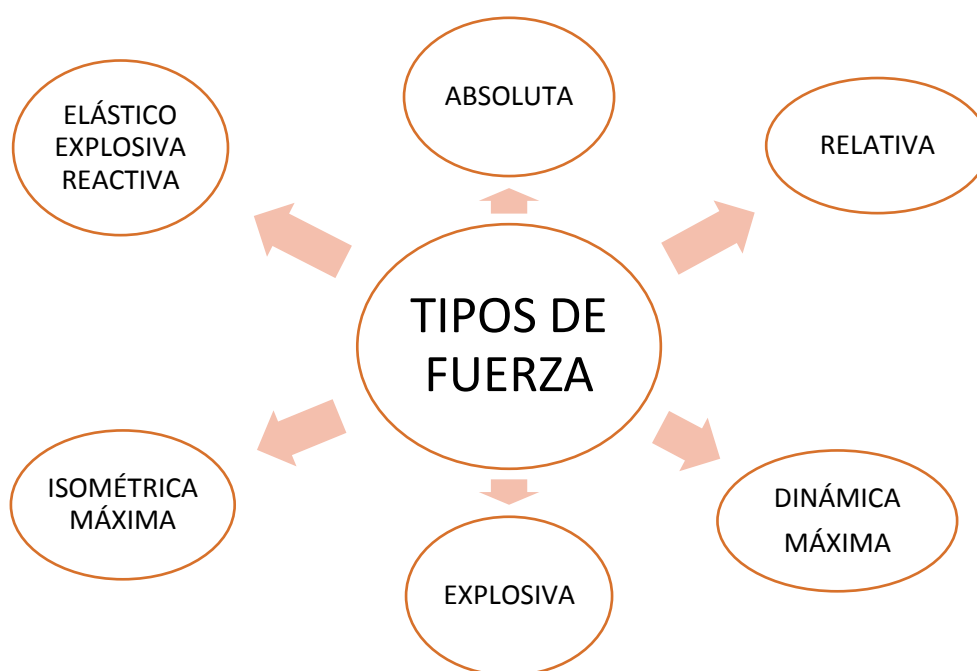 ELÁSTICO
EXPLOSIVA
REACTIVA
ABSOLUTA
RELATIVA
TIPOS DE
FUERZA
ISOMÉTRICA
MÁXIMA
EXPLOSIVA
DINÁMICA
MÁXIMA